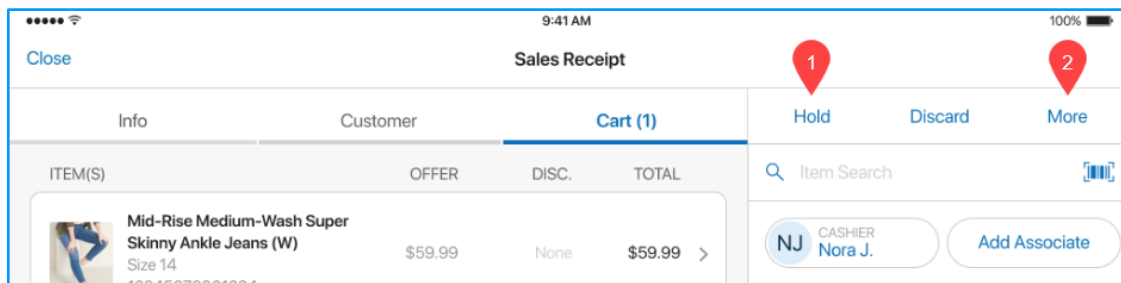 9:41 AM
100%
Close
Sales Receipt
1
2
Info
Customer
Cart (1)
Hold
Discard
More
ITEM(S)
OFFER
DISC.
TOTAL
Item Search
Mid-Rise Medium-Wash Super
Skinny Ankle Jeans (W)
Size 14
$59.99
None
$59.99
NJ
CASHIER
Nora J.
Add Associate